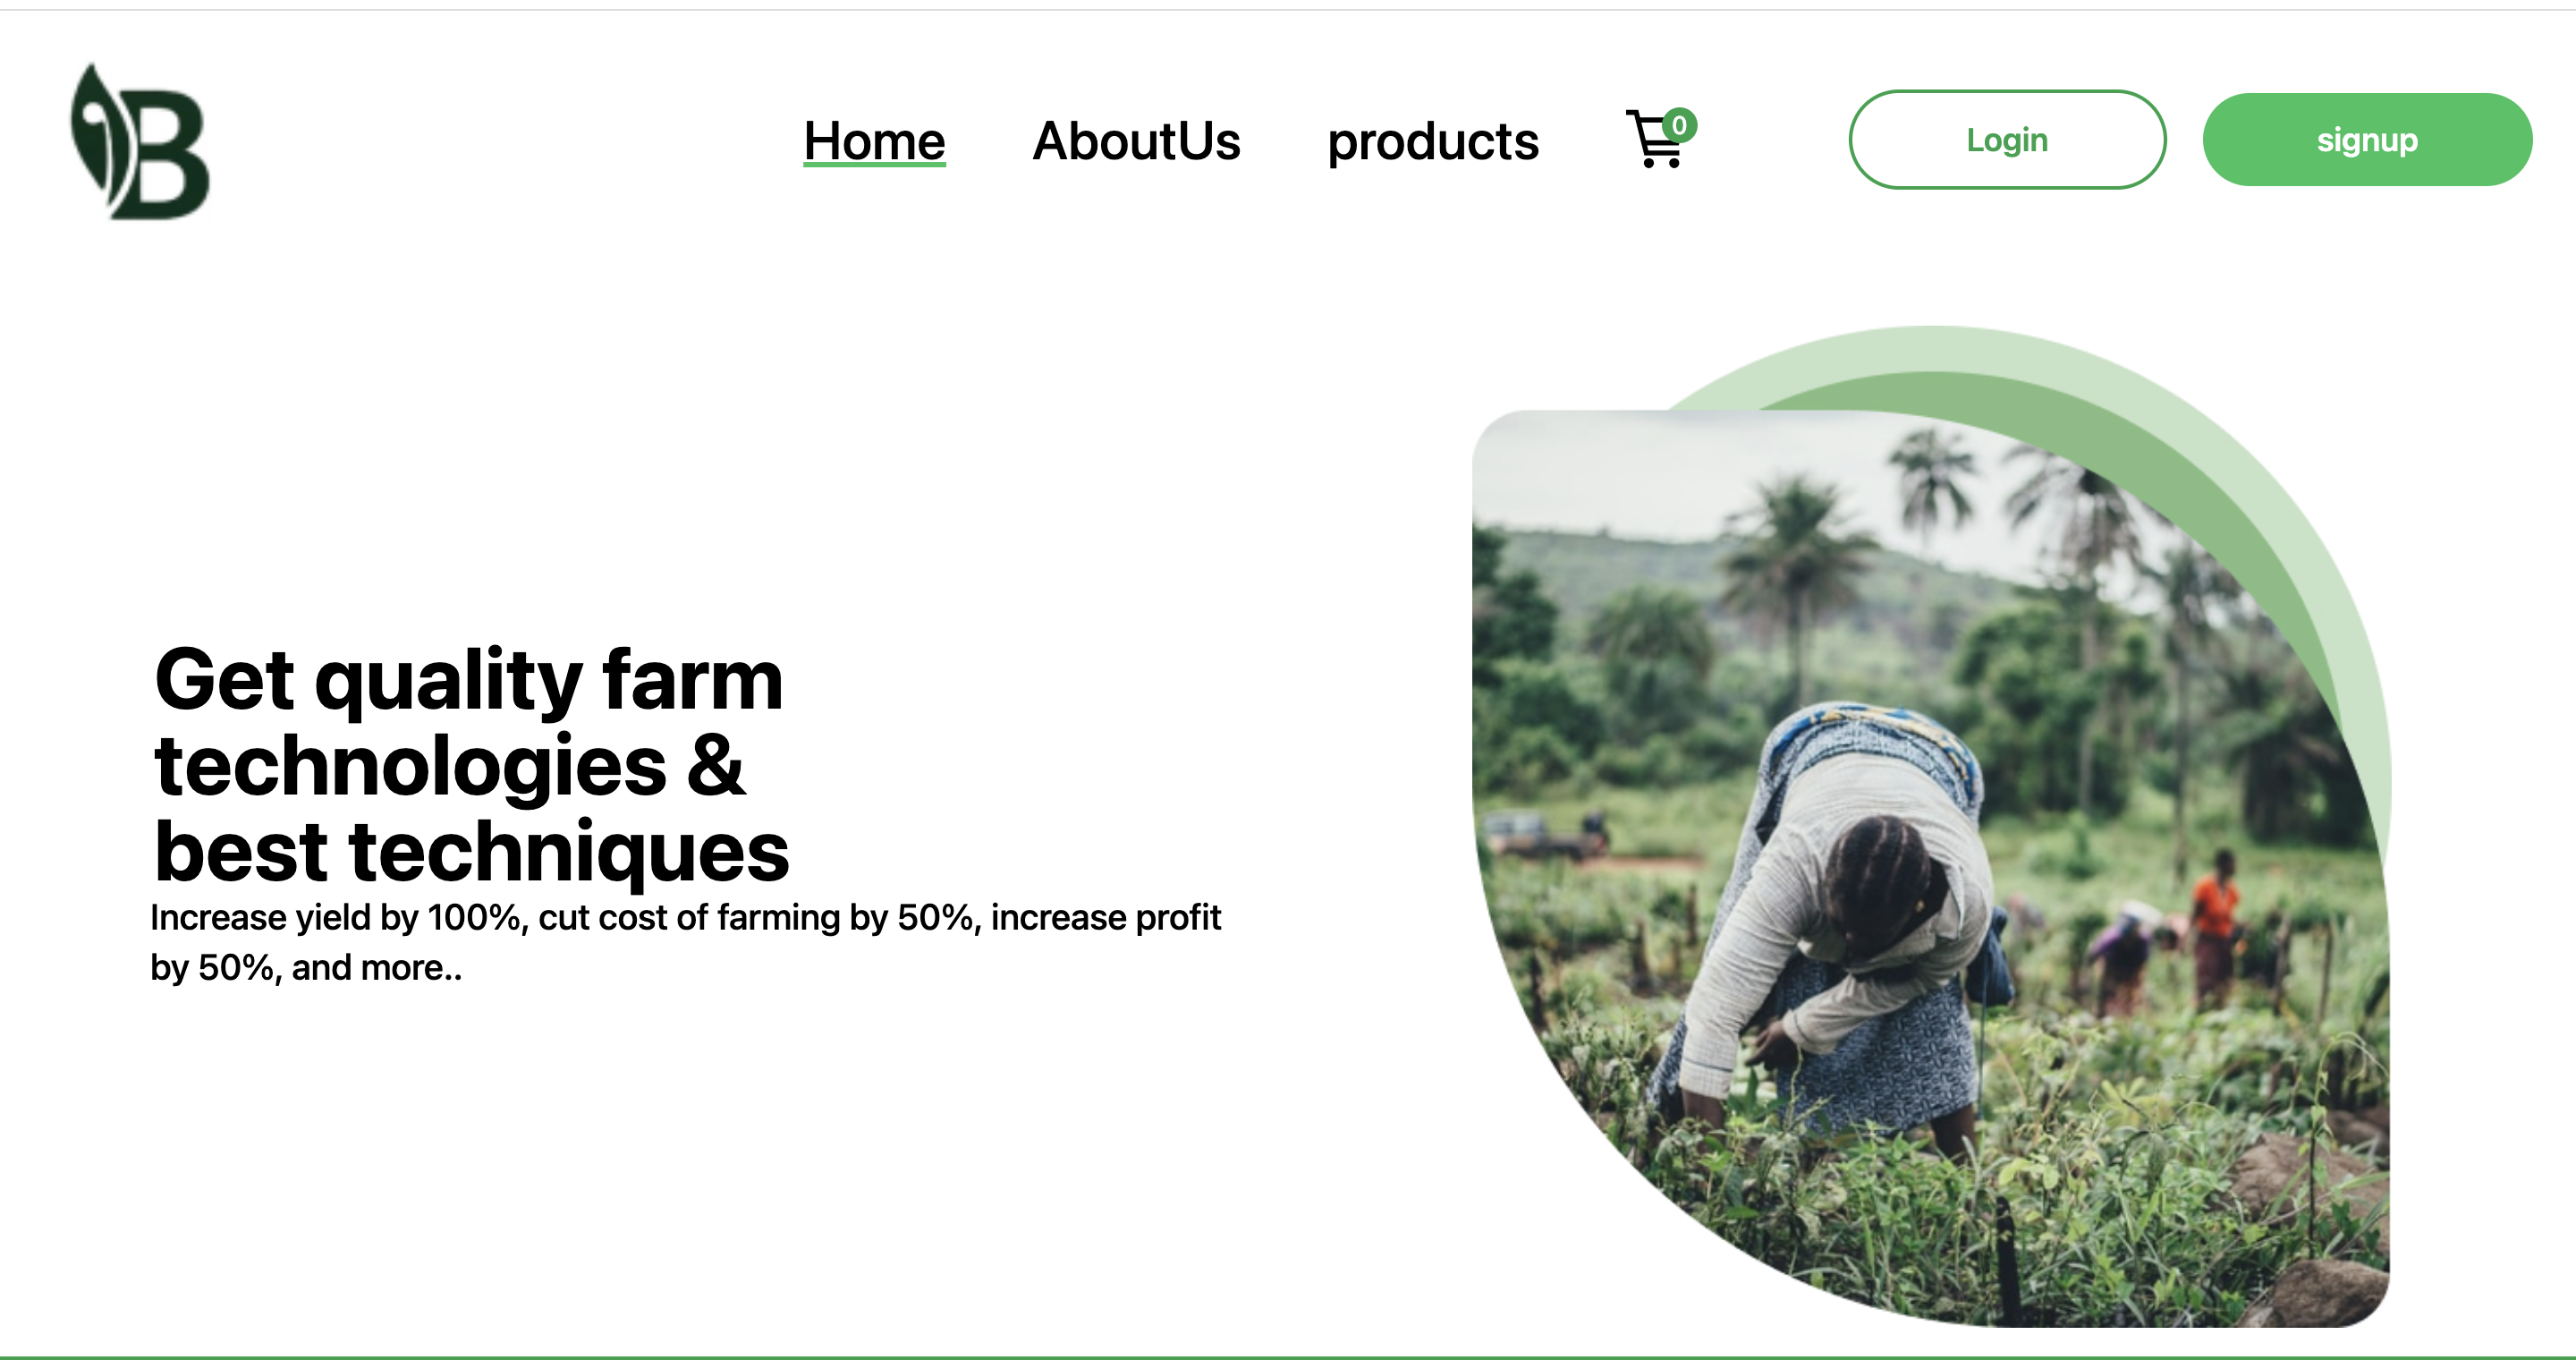 B
Home AboutUs products 0 Login signup
Get quality farm
technologies &
best techniques
Increase yield by 100%, cut cost of farming by 50%, increase profit
by 50%, and more..